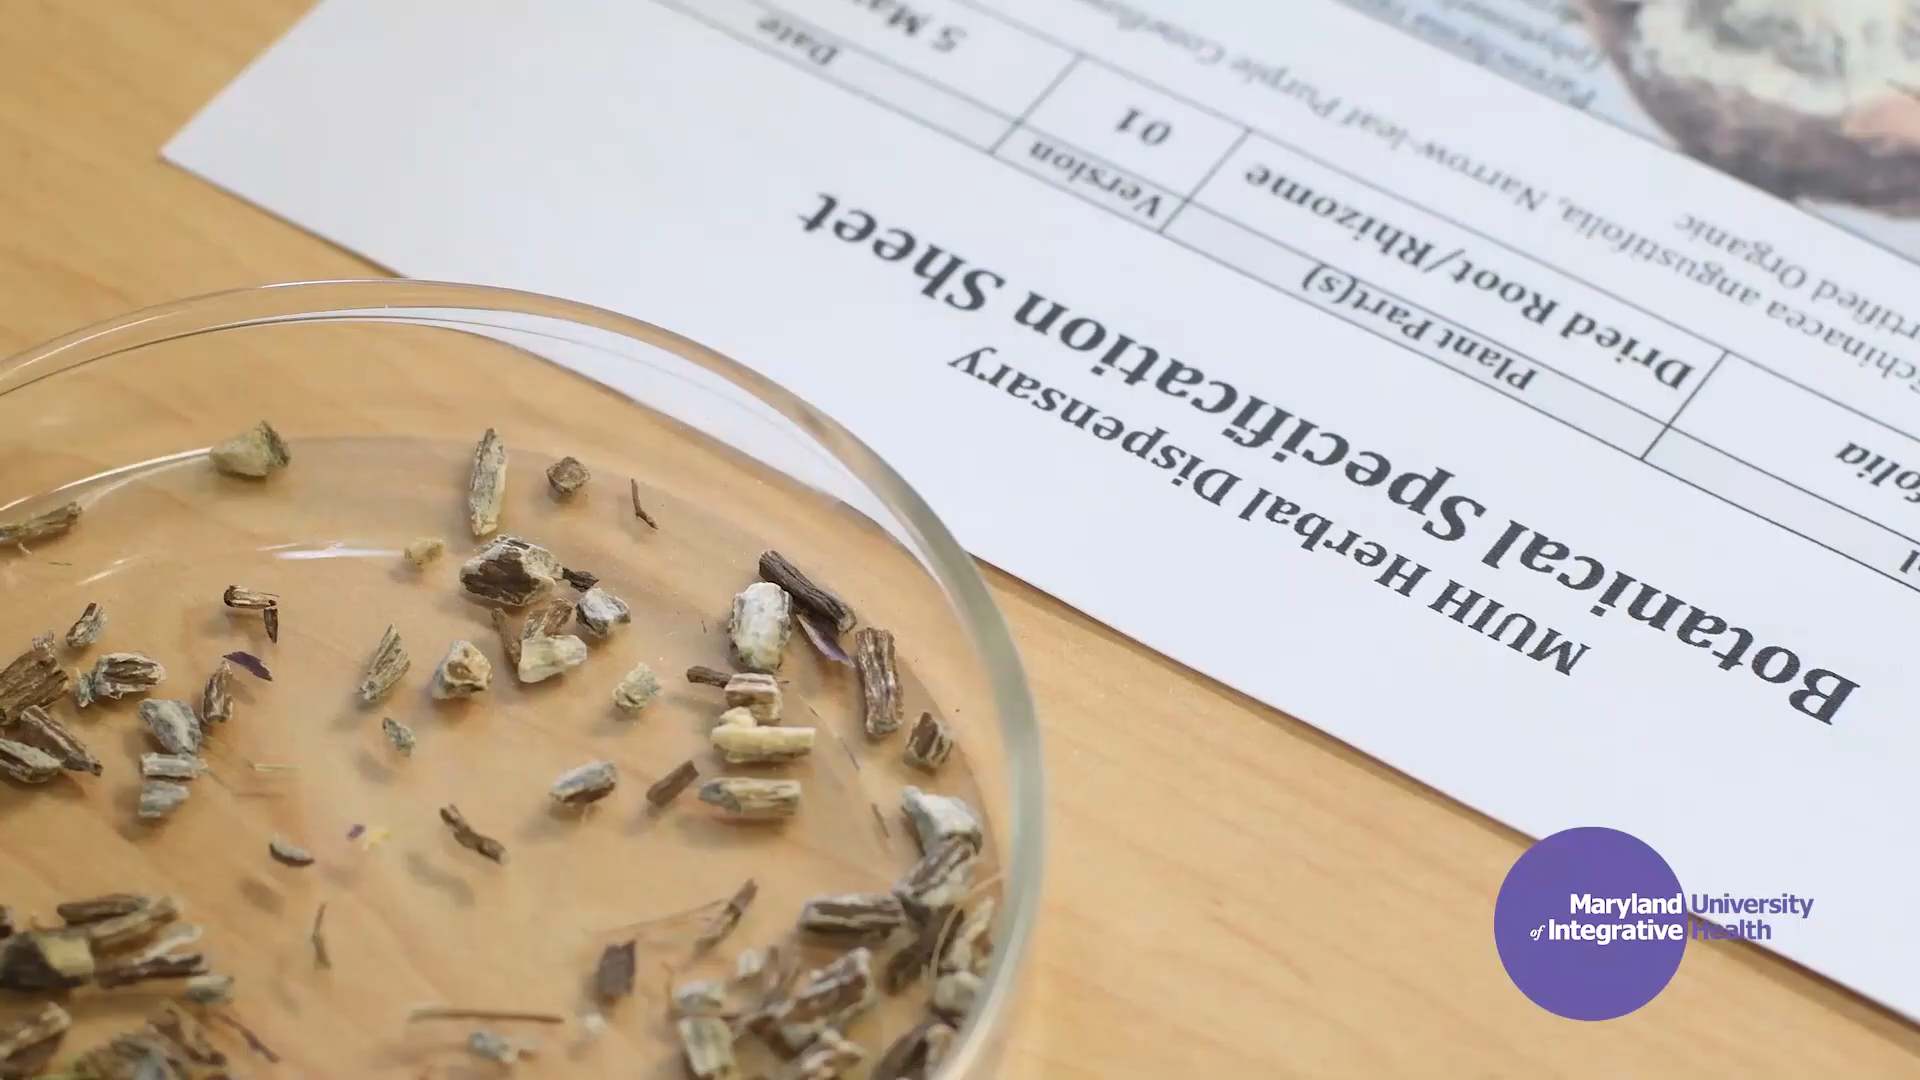 MUIH Herbal Dispensary
Botanical Specification Sheet
Plant Part(s) Version Date
folia Dried Root/Rhizome 01 5 Ma
Echinacea angustifolia, Narrow-leaf Purple Conef
rtified Organic
Maryland University
of Integrative Health